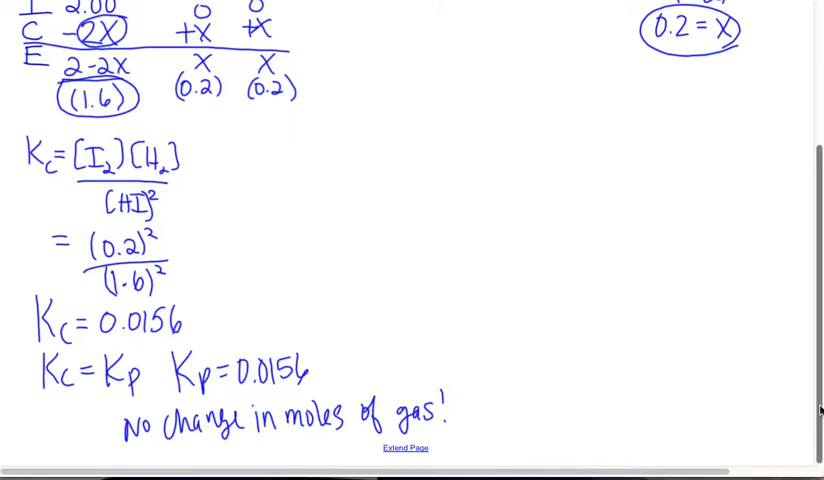 I 2.00 0 0
C -2X +X +X
0.2 = X
E 2-2X X X
(1.6) (0.2) (0.2)
Kc = [I2][H2]
[HI]²
= (0.2)²
(1.6)²
Kc = 0.0156
Kc = Kp Kp = 0.0156
No change in moles of gas!
Extend Page